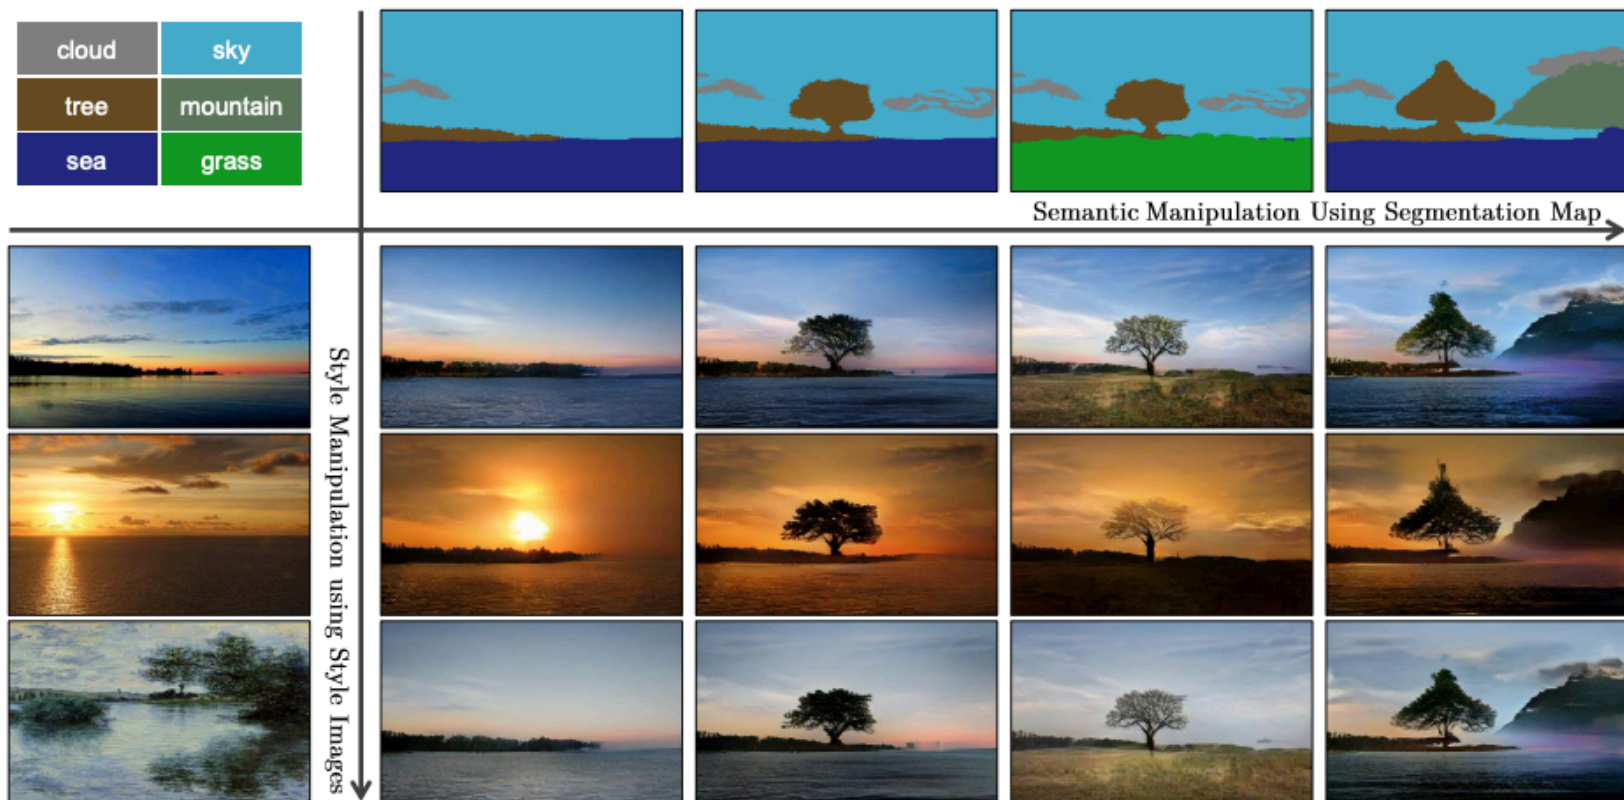 cloud sky
tree mountain
sea grass
Semantic Manipulation Using Segmentation Map
Style Manipulation using Style Images